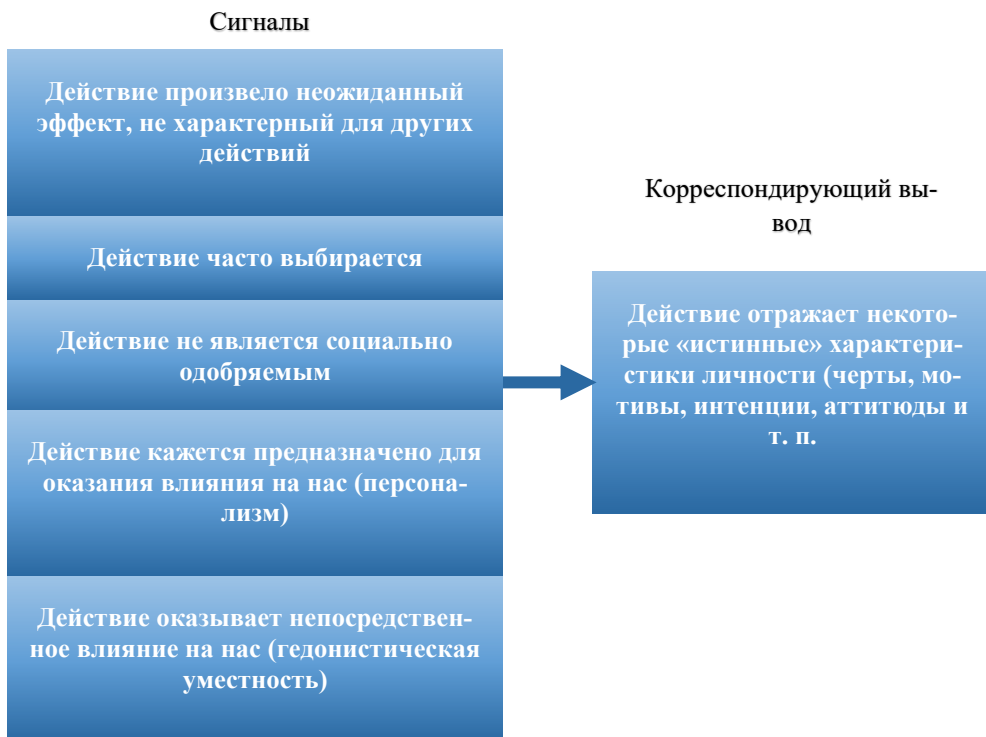 Сигналы
Действие произвело неожиданный
эффект, не характерный для других
действий
Действие часто выбирается
Действие не является социально
одобряемым
Действие кажется предназначено для
оказания влияния на нас (персона-
лизм)
Действие оказывает непосредствен-
ное влияние на нас (гедонистическая
уместность)
Корреспондирующий вы-
вод
Действие отражает некото-
рые «истинные» характери-
стики личности (черты, мо-
тивы, интенции, аттитюды и
т. п.